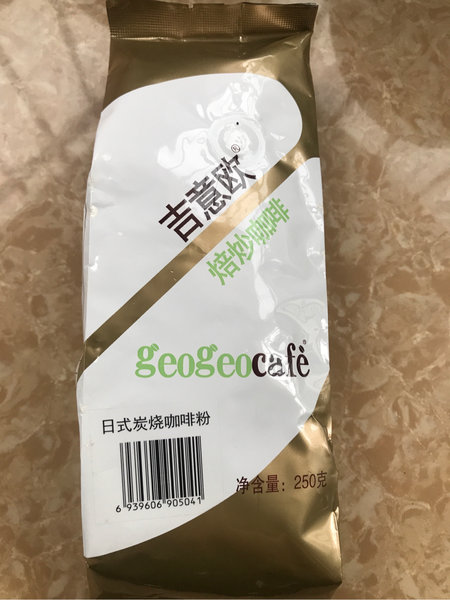 吉意欧®
焙炒咖啡
geogeocafè®
日式炭烧咖啡粉
6 939606 905041
净含量：250克